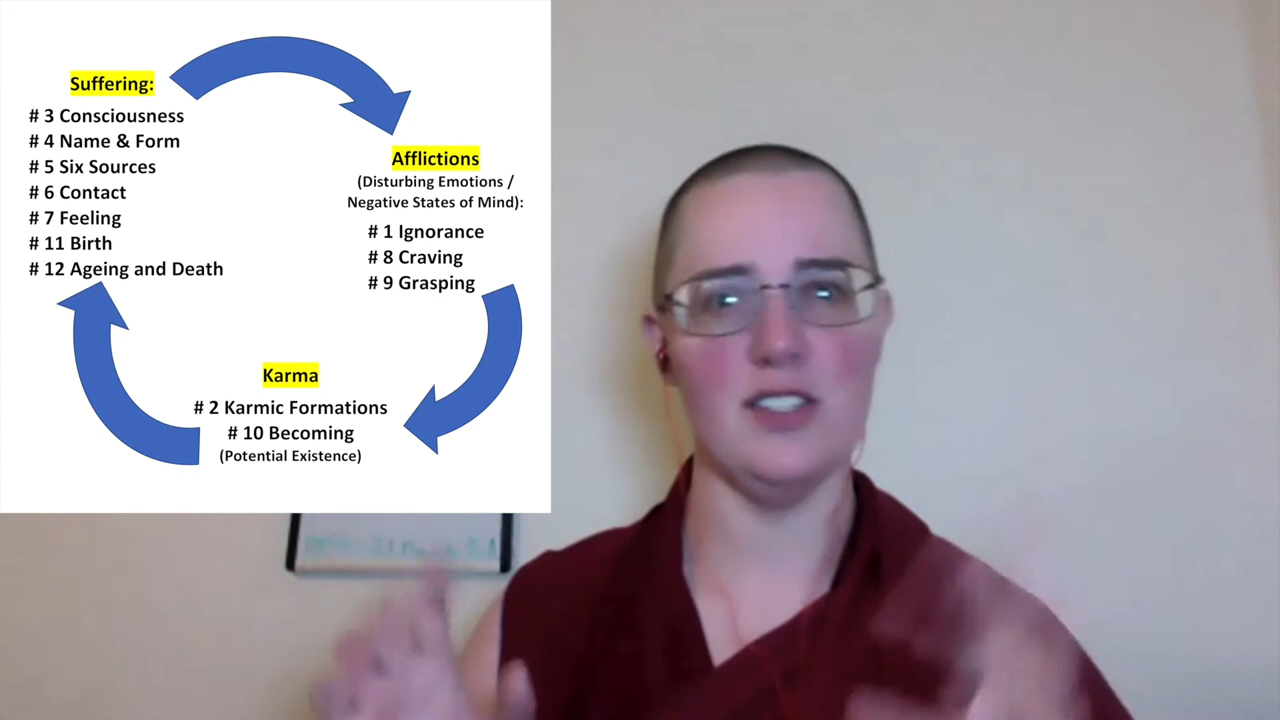 Suffering:
# 3 Consciousness
# 4 Name & Form
# 5 Six Sources
# 6 Contact
# 7 Feeling
# 11 Birth
# 12 Ageing and Death
Afflictions
(Disturbing Emotions /
Negative States of Mind):
# 1 Ignorance
# 8 Craving
# 9 Grasping
Karma
# 2 Karmic Formations
# 10 Becoming
(Potential Existence)